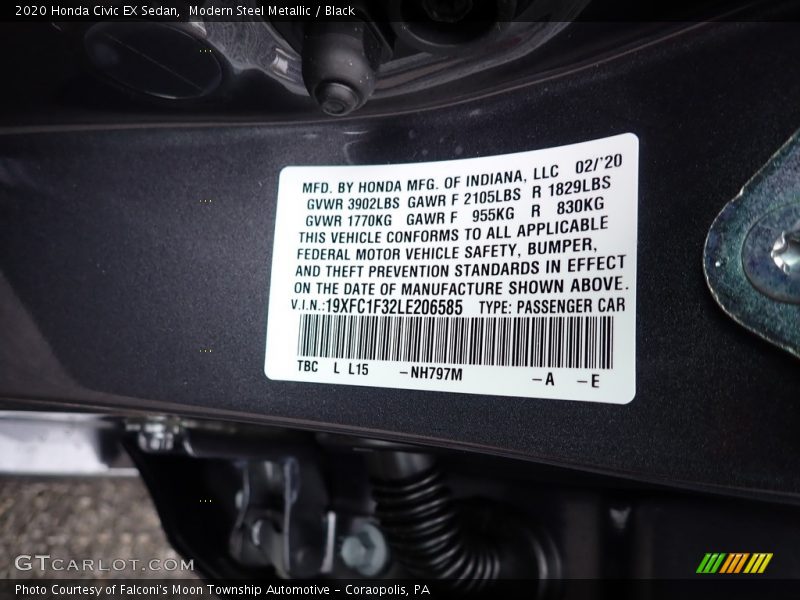 2020 Honda Civic EX Sedan,  Modern Steel Metallic / Black
MFD. BY HONDA MFG. OF INDIANA, LLC 02/'20
GVWR 3902LBS GAWR F 2105LBS R 1829LBS
GVWR 1770KG GAWR F 955KG R 830KG
THIS VEHICLE CONFORMS TO ALL APPLICABLE
FEDERAL MOTOR VEHICLE SAFETY, BUMPER,
AND THEFT PREVENTION STANDARDS IN EFFECT
ON THE DATE OF MANUFACTURE SHOWN ABOVE.
V.I.N.:19XFC1F32LE206585 TYPE: PASSENGER CAR
TBC L L15 -NH797M -A -E
GTCARLOT.COM
Photo Courtesy of Falconi's Moon Township Automotive - Coraopolis, PA